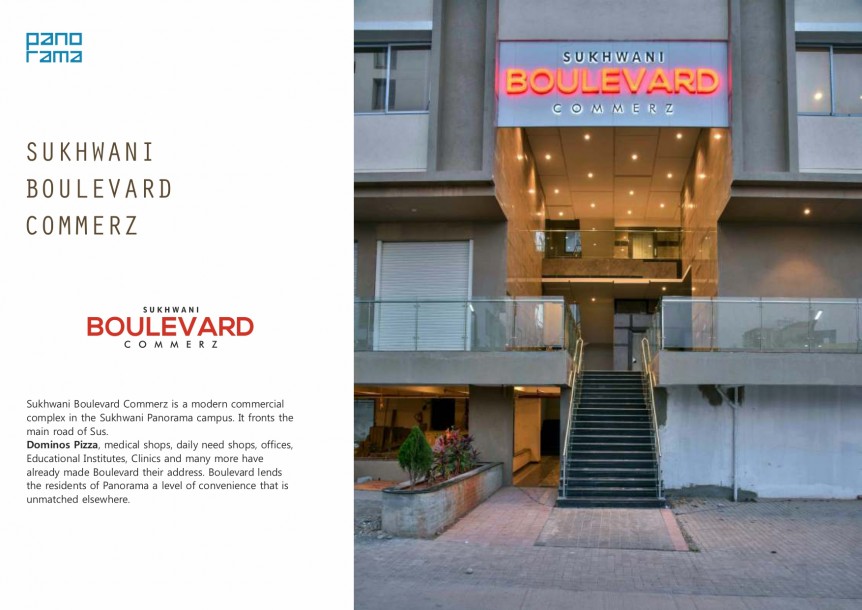 pano
rama
SUKHWANI
BOULEVARD
COMMERZ
SUKHWANI
BOULEVARD
COMMERZ
Sukhwani Boulevard Commerz is a modern commercial
complex in the Sukhwani Panorama campus. It fronts the
main road of Sus.
Dominos Pizza, medical shops, daily need shops, offices,
Educational Institutes, Clinics and many more have
already made Boulevard their address. Boulevard lends
the residents of Panorama a level of convenience that is
unmatched elsewhere.
SUKHWANI
BOULEVARD
COMMERZ